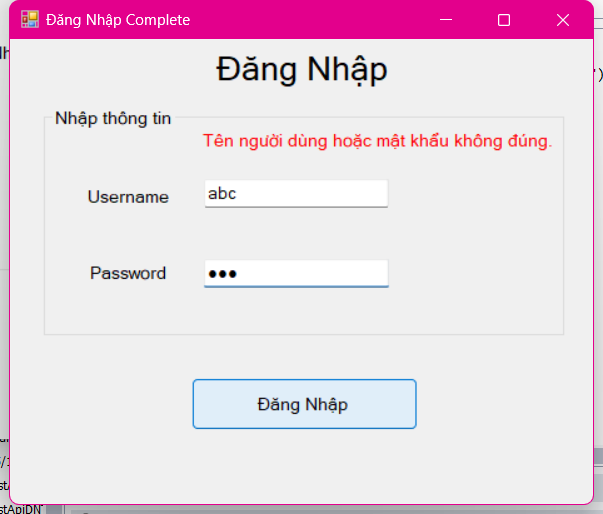 Đăng Nhập Complete
Đăng Nhập
Nhập thông tin
Tên người dùng hoặc mật khẩu không đúng.
Username
abc
Password
●●●
Đăng Nhập